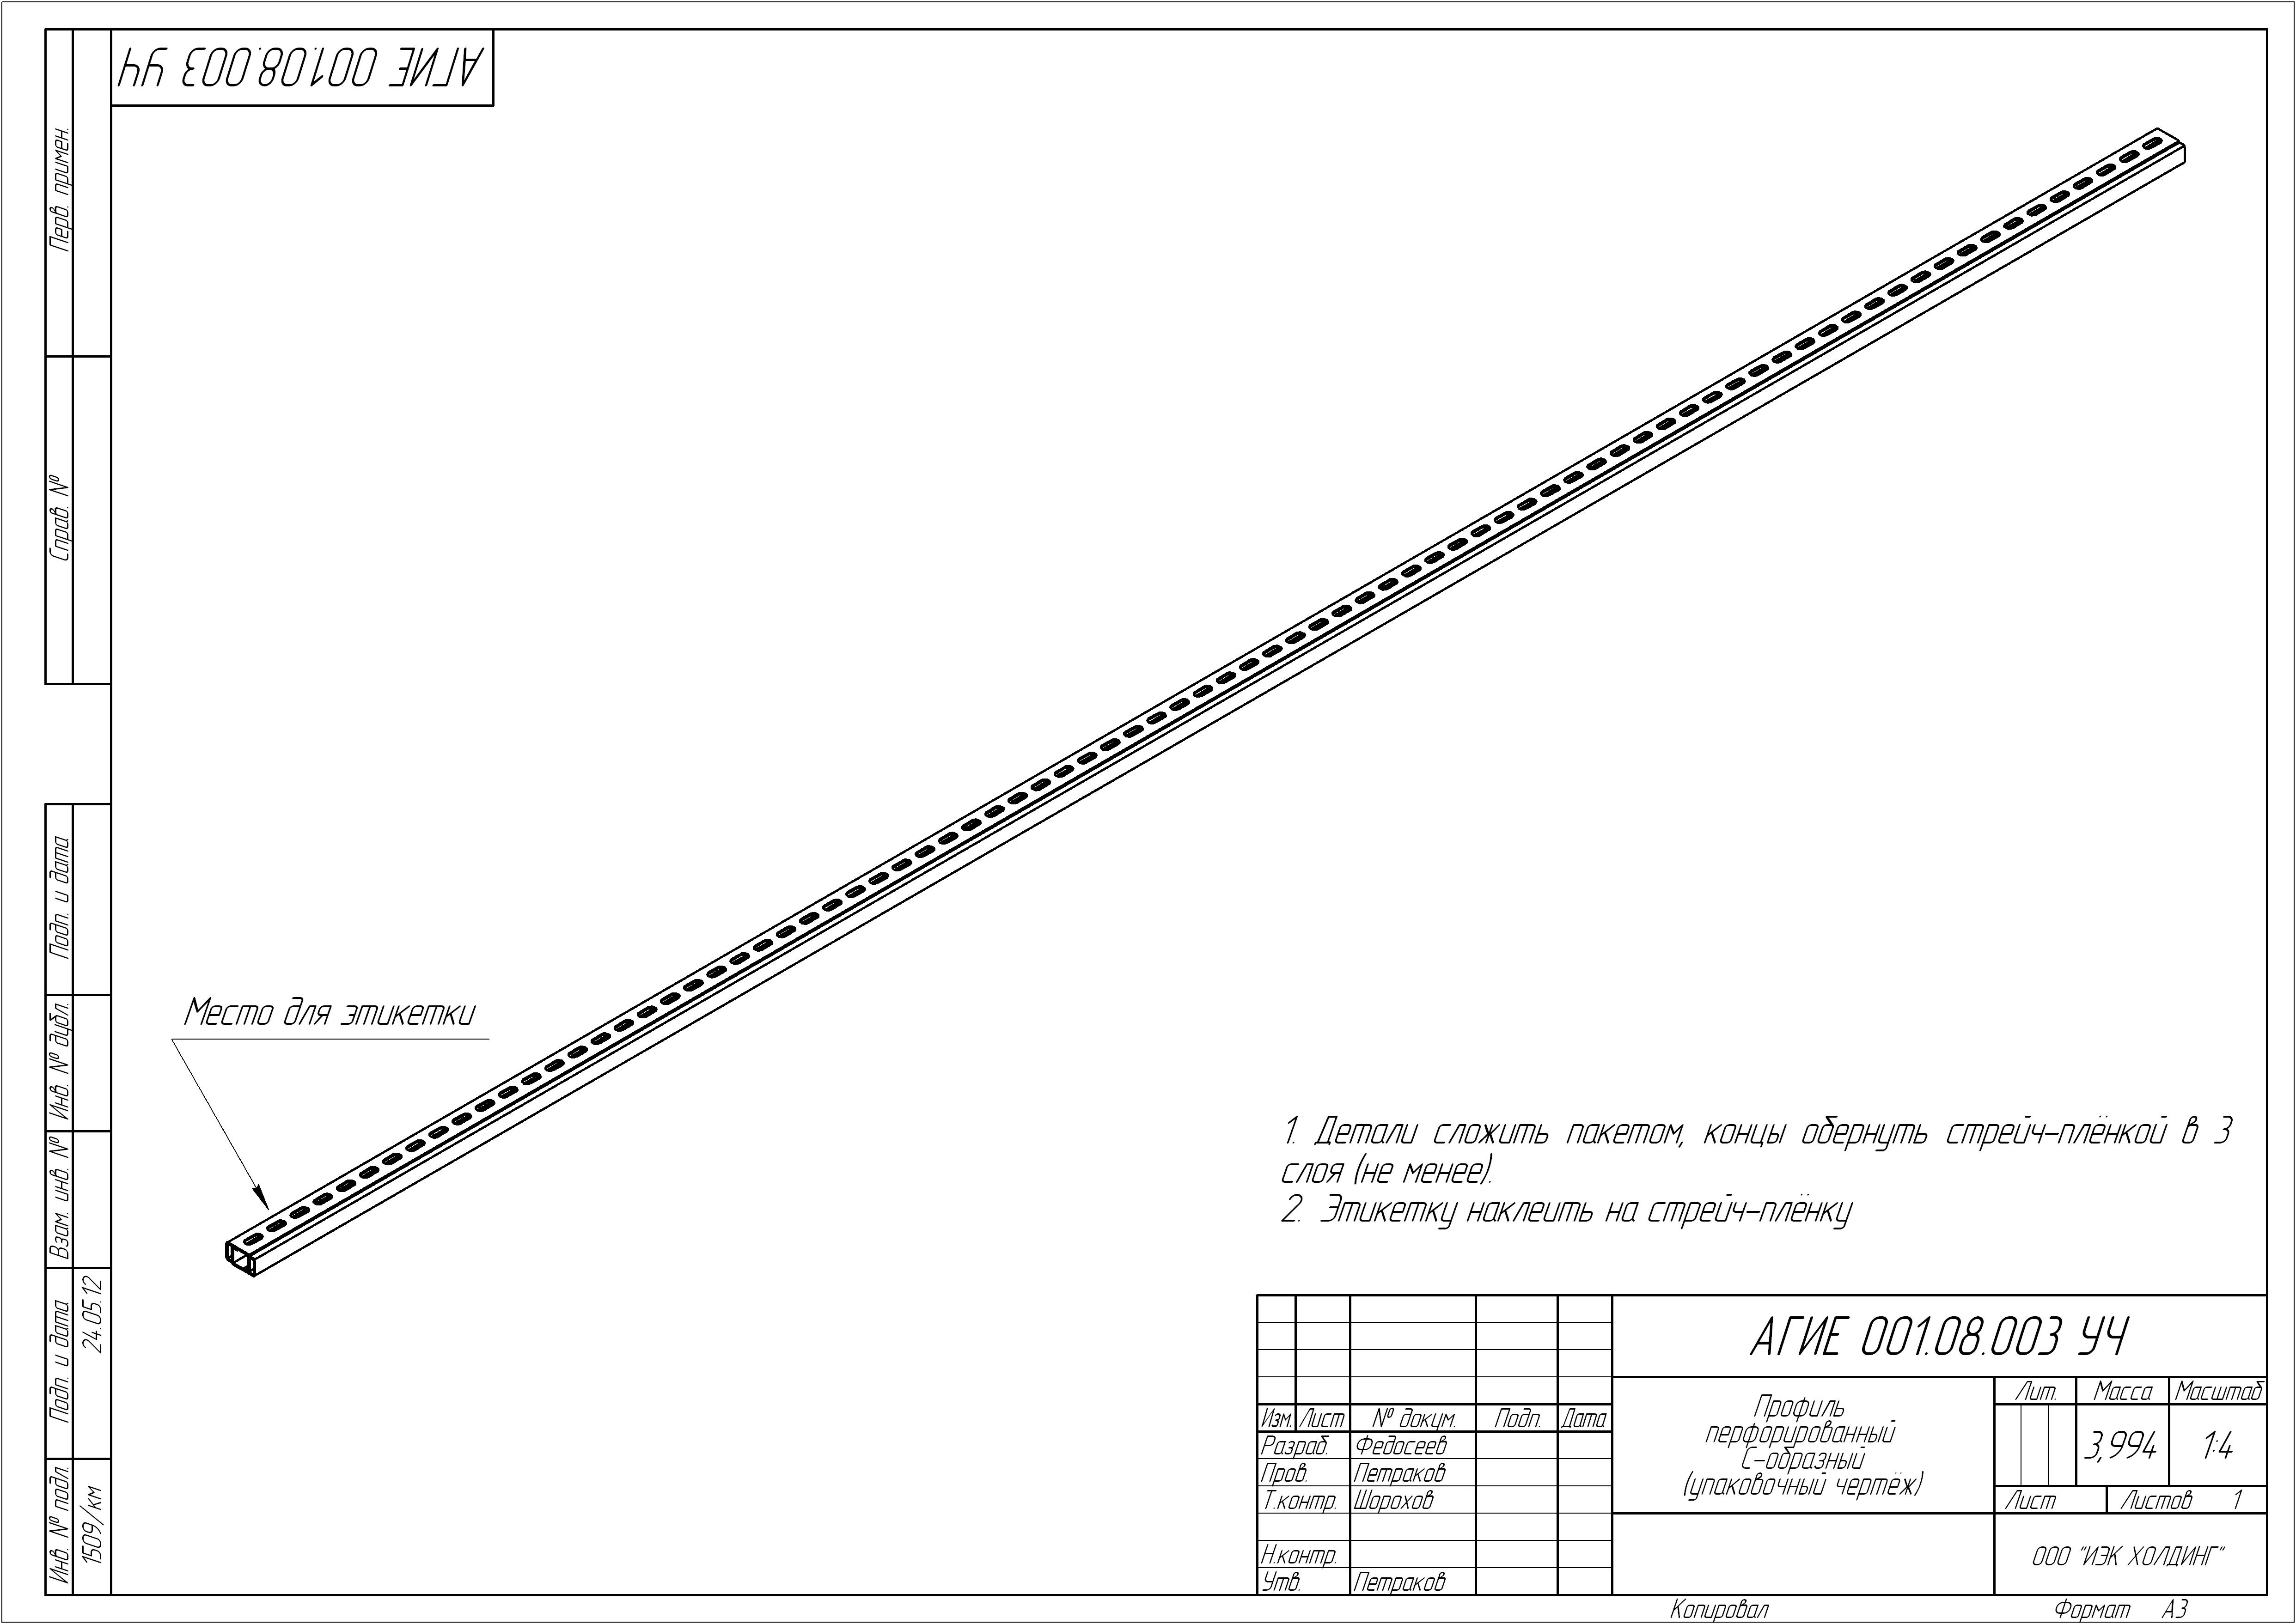 АГИЕ 001.08.003 УЧ
Перв. примен.
Справ. №
Подп. и дата
Инв. № дубл.
Взам. инв. №
Подп. и дата
24.05.12
Инв. № подл.
1509/км
Место для этикетки
1. Детали сложить пакетом, концы обернуть стрейч-плёнкой в 3
слоя (не менее).
2. Этикетку наклеить на стрейч-плёнку
АГИЕ 001.08.003 УЧ
Изм. Лист № докум. Подп. Дата
Разраб. Федосеев
Пров. Петраков
Т.контр. Шорохов
Н.контр.
Утв. Петраков
Профиль
перфорированный
С-образный
(упаковочный чертёж)
Лит. Масса Масштаб
3,994 1:4
Лист Листов 1
ООО "ИЭК ХОЛДИНГ"
Копировал Формат А3